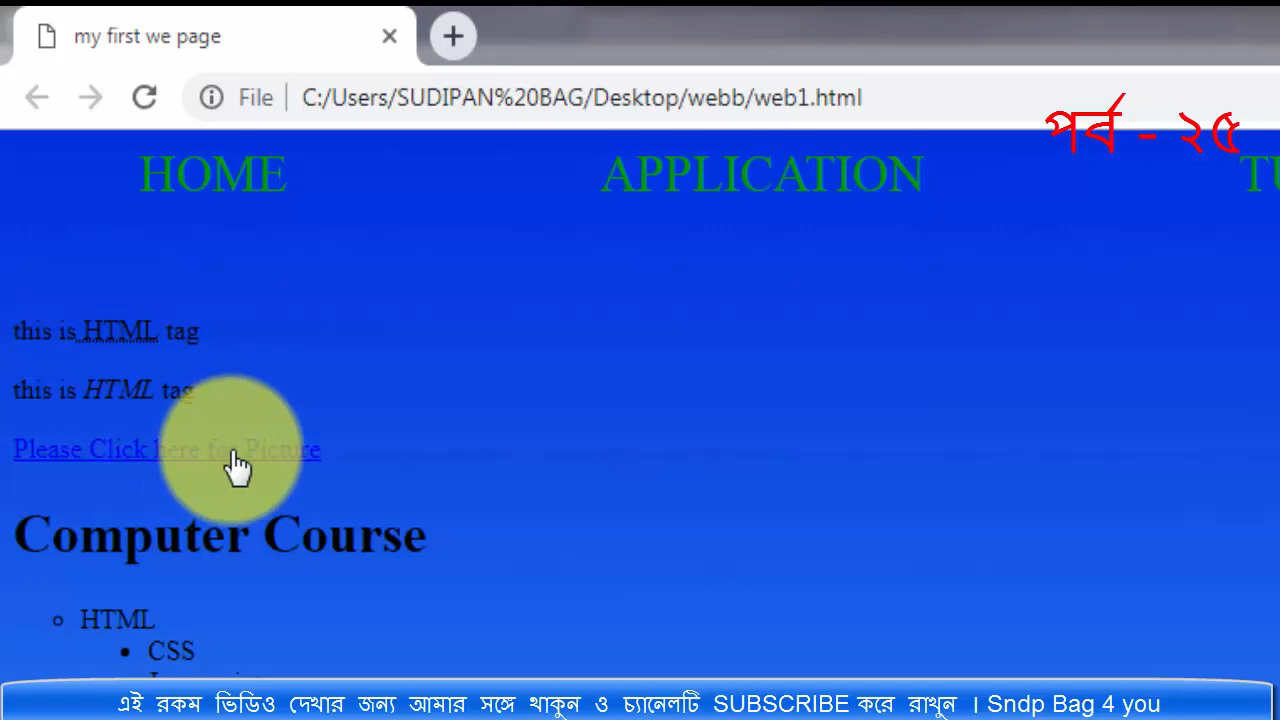 my first we page
File C:/Users/SUDIPAN%20BAG/Desktop/webb/web1.html
পর্ব - ২৫
HOME APPLICATION
this is HTML tag
this is HTML tag
Please Click here for Picture
Computer Course
HTML
CSS
এই রকম ভিডিও দেখার জন্য আমার সঙ্গে থাকুন ও চ্যানেলটি SUBSCRIBE করে রাখুন । Sndp Bag 4 you